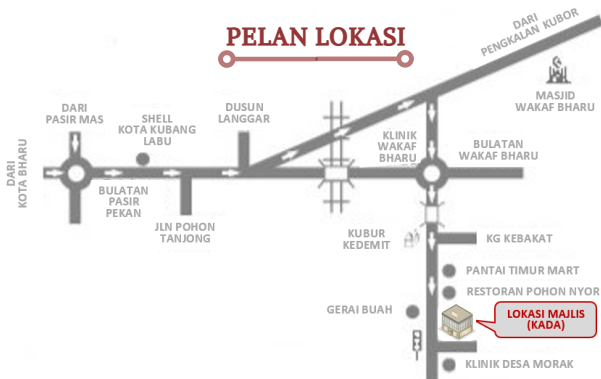 PELAN LOKASI
DARI
PENGKALAN KUBOR
MASJID
WAKAF BHARU
DARI
PASIR MAS
SHELL
KOTA KUBANG
LABU
DUSUN
LANGGAR
KLINIK
WAKAF
BHARU
BULATAN
WAKAF BHARU
DARI
KOTA BHARU
BULATAN
PASIR
PEKAN
JLN POHON
TANJONG
KUBUR
KEDEMIT
KG KEBAKAT
PANTAI TIMUR MART
RESTORAN POHON NYOR
GERAI BUAH
LOKASI MAJLIS
(KADA)
KLINIK DESA MORAK